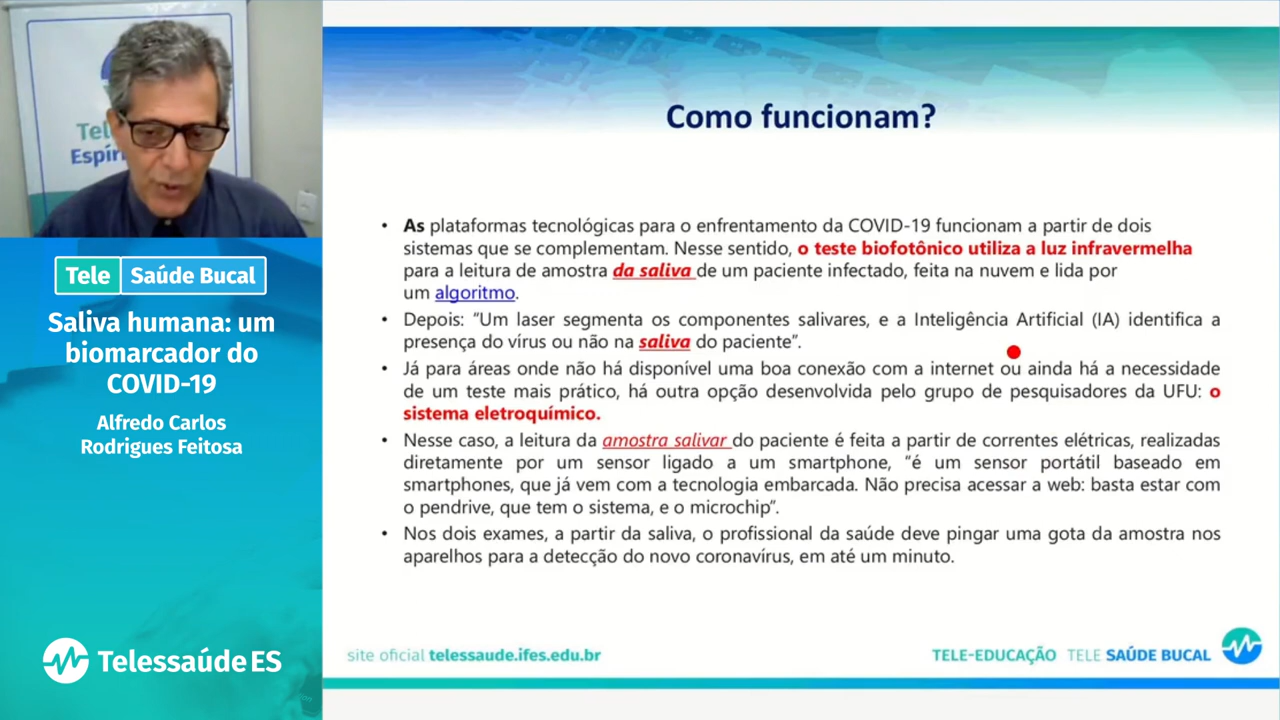 Tel
Espíri
Tele Saúde Bucal
Saliva humana: um
biomarcador do
COVID-19
Alfredo Carlos
Rodrigues Feitosa
Telessaúde ES
Como funcionam?
• As plataformas tecnológicas para o enfrentamento da COVID-19 funcionam a partir de dois
sistemas que se complementam. Nesse sentido, o teste biofotônico utiliza a luz infravermelha
para a leitura de amostra da saliva de um paciente infectado, feita na nuvem e lida por
um algoritmo.
• Depois: “Um laser segmenta os componentes salivares, e a Inteligência Artificial (IA) identifica a
presença do vírus ou não na saliva do paciente”.
• Já para áreas onde não há disponível uma boa conexão com a internet ou ainda há a necessidade
de um teste mais prático, há outra opção desenvolvida pelo grupo de pesquisadores da UFU: o
sistema eletroquímico.
• Nesse caso, a leitura da amostra salivar do paciente é feita a partir de correntes elétricas, realizadas
diretamente por um sensor ligado a um smartphone, “é um sensor portátil baseado em
smartphones, que já vem com a tecnologia embarcada. Não precisa acessar a web: basta estar com
o pendrive, que tem o sistema, e o microchip”.
• Nos dois exames, a partir da saliva, o profissional da saúde deve pingar uma gota da amostra nos
aparelhos para a detecção do novo coronavírus, em até um minuto.
site oficial telessaude.ifes.edu.br
TELE-EDUCAÇÃO TELE SAÚDE BUCAL